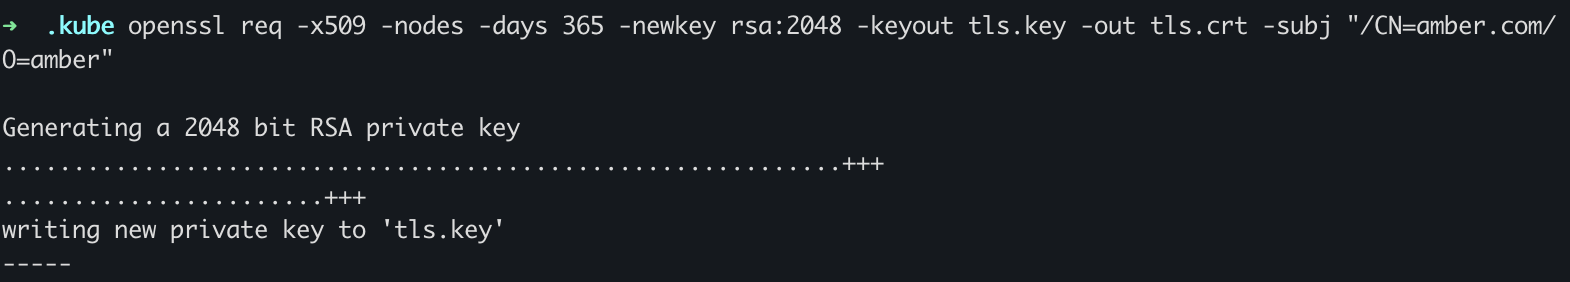 → .kube openssl req -x509 -nodes -days 365 -newkey rsa:2048 -keyout tls.key -out tls.crt -subj "/CN=amber.com/
O=amber"
Generating a 2048 bit RSA private key
............................................................+++
.......................+++
writing new private key to 'tls.key'
-----